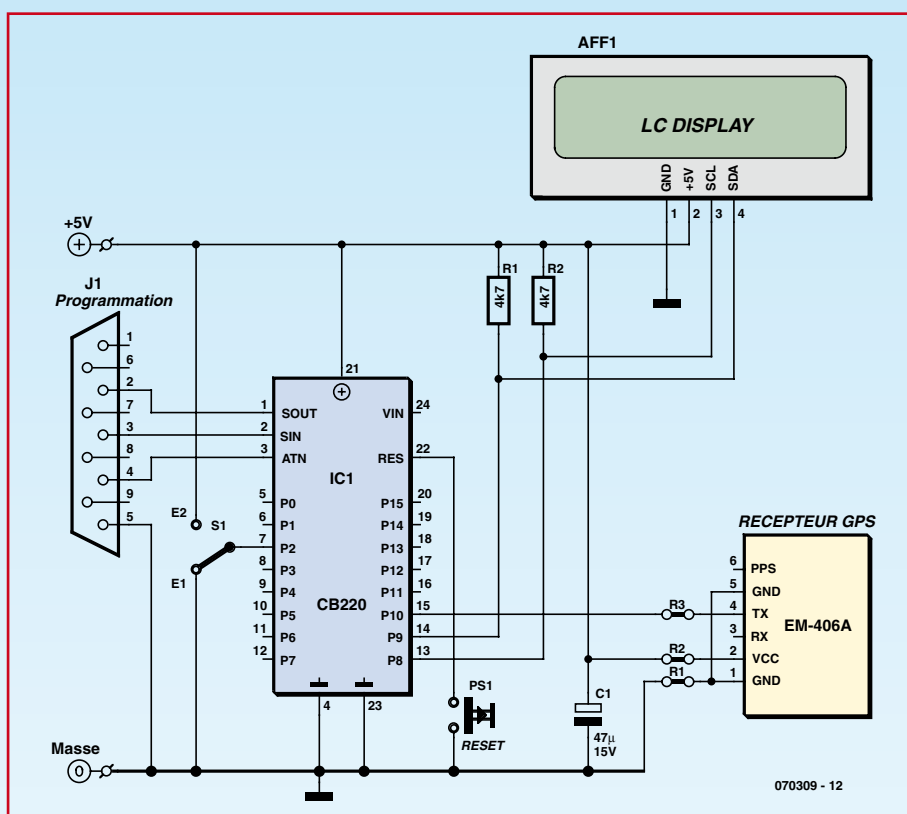 AFF1
LC DISPLAY
GND
+5V
SCL
SDA
1
2
3
4
+5V
J1
Programmation
1
6
2
7
3
8
4
9
5
R1
4k7
R2
4k7
21
1
SOUT
VIN
24
2
SIN
3
ATN
RES
22
IC1
5
P0
P15
20
6
P1
P14
19
7
P2
P13
18
8
P3
P12
17
9
P4
P11
16
10
P5
P10
15
11
P6
P9
14
12
P7
P8
13
CB220
4
23
E2
S1
E1
PS1
RESET
C1
47µ
15V
RECEPTEUR GPS
6
PPS
5
GND
4
TX
3
RX
2
VCC
1
GND
EM-406A
R3
R2
R1
Masse
0
070309 - 12